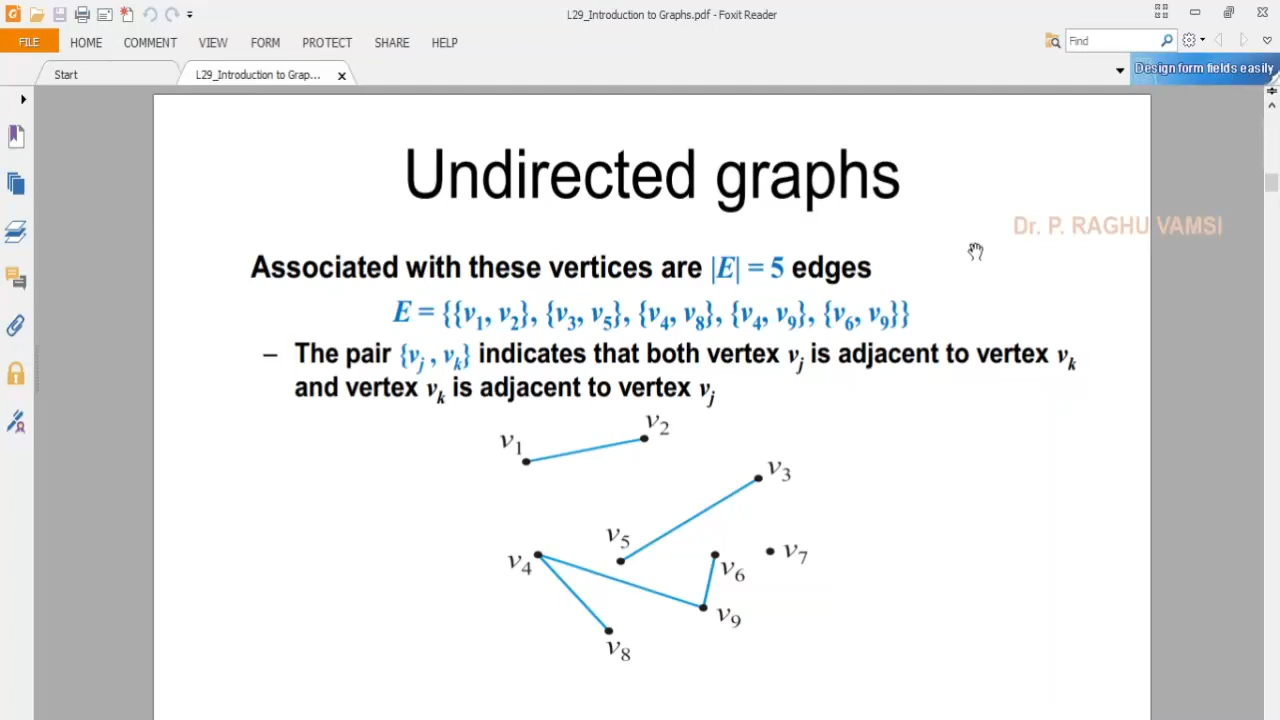 L29_Introduction to Graphs.pdf - Foxit Reader
FILE HOME COMMENT VIEW FORM PROTECT SHARE HELP
Find
Start
L29_Introduction to Grap... x
Design form fields easily
Undirected graphs
Dr. P. RAGHU VAMSI
Associated with these vertices are |E| = 5 edges
E = {{v1, v2}, {v3, v5}, {v4, v8}, {v4, v9}, {v6, v9}}
– The pair {vj , vk} indicates that both vertex vj is adjacent to vertex vk
and vertex vk is adjacent to vertex vj
v1
v2
v3
v5
v4
v6
v7
v9
v8